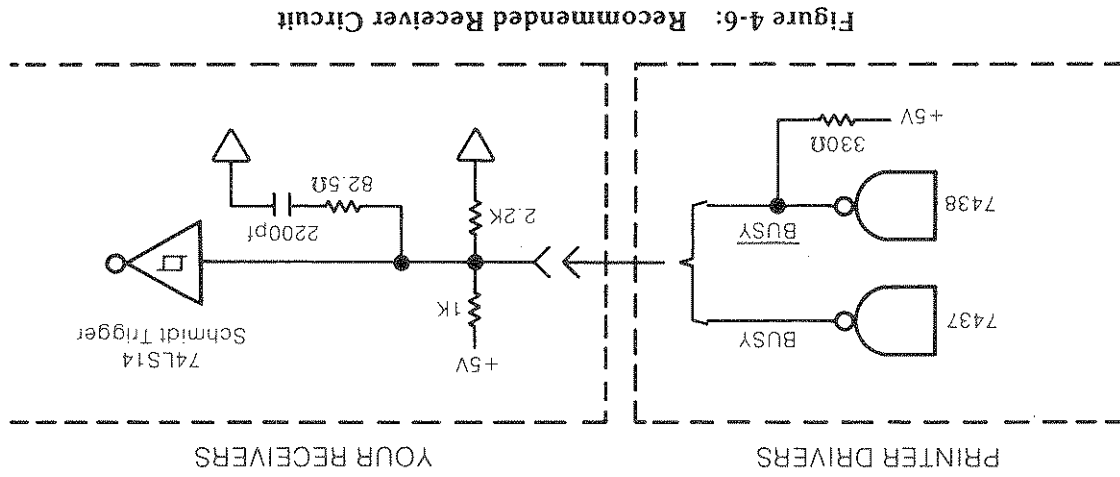 PRINTER DRIVERS
YOUR RECEIVERS
7437
BUSY
7438
B̅U̅S̅Y̅
330Ω
+5V
+5V
1K
2.2K
74LS14
Schmidt Trigger
2200pf
82.5Ω
Figure 4-6: Recommended Receiver Circuit